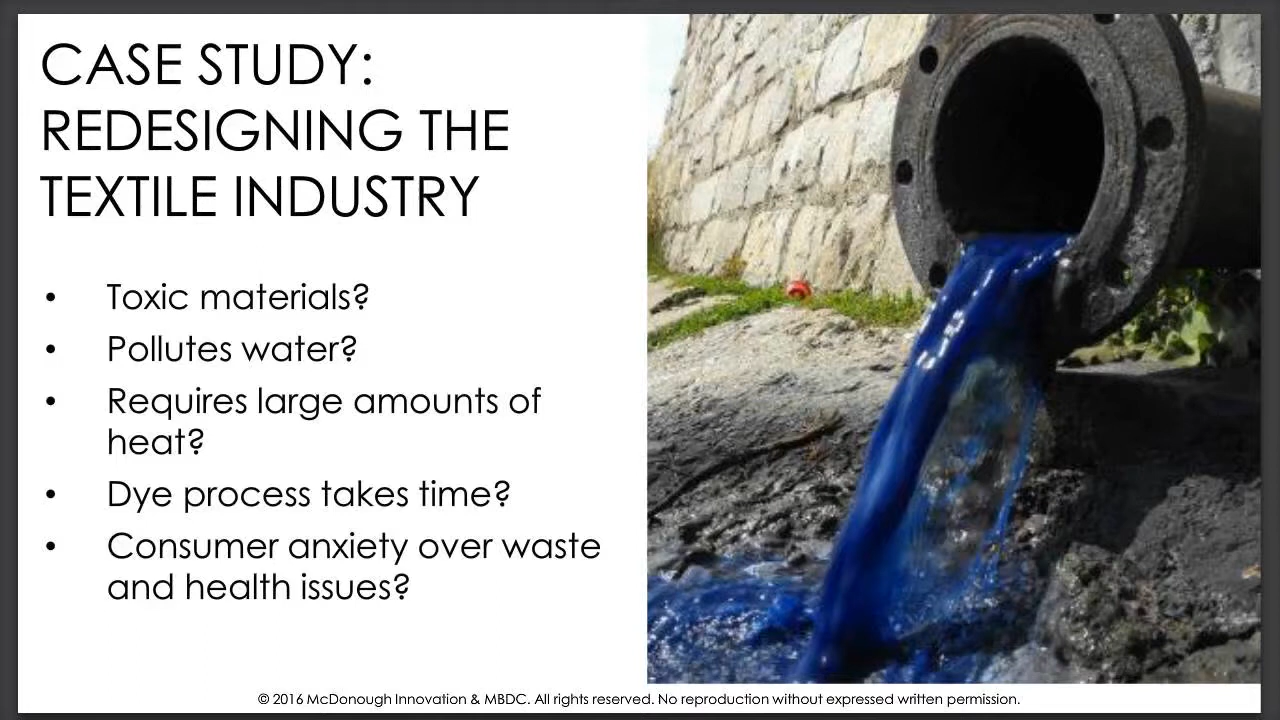 CASE STUDY:
REDESIGNING THE
TEXTILE INDUSTRY
• Toxic materials?
• Pollutes water?
• Requires large amounts of
heat?
• Dye process takes time?
• Consumer anxiety over waste
and health issues?
© 2016 McDonough Innovation & MBDC. All rights reserved. No reproduction without expressed written permission.